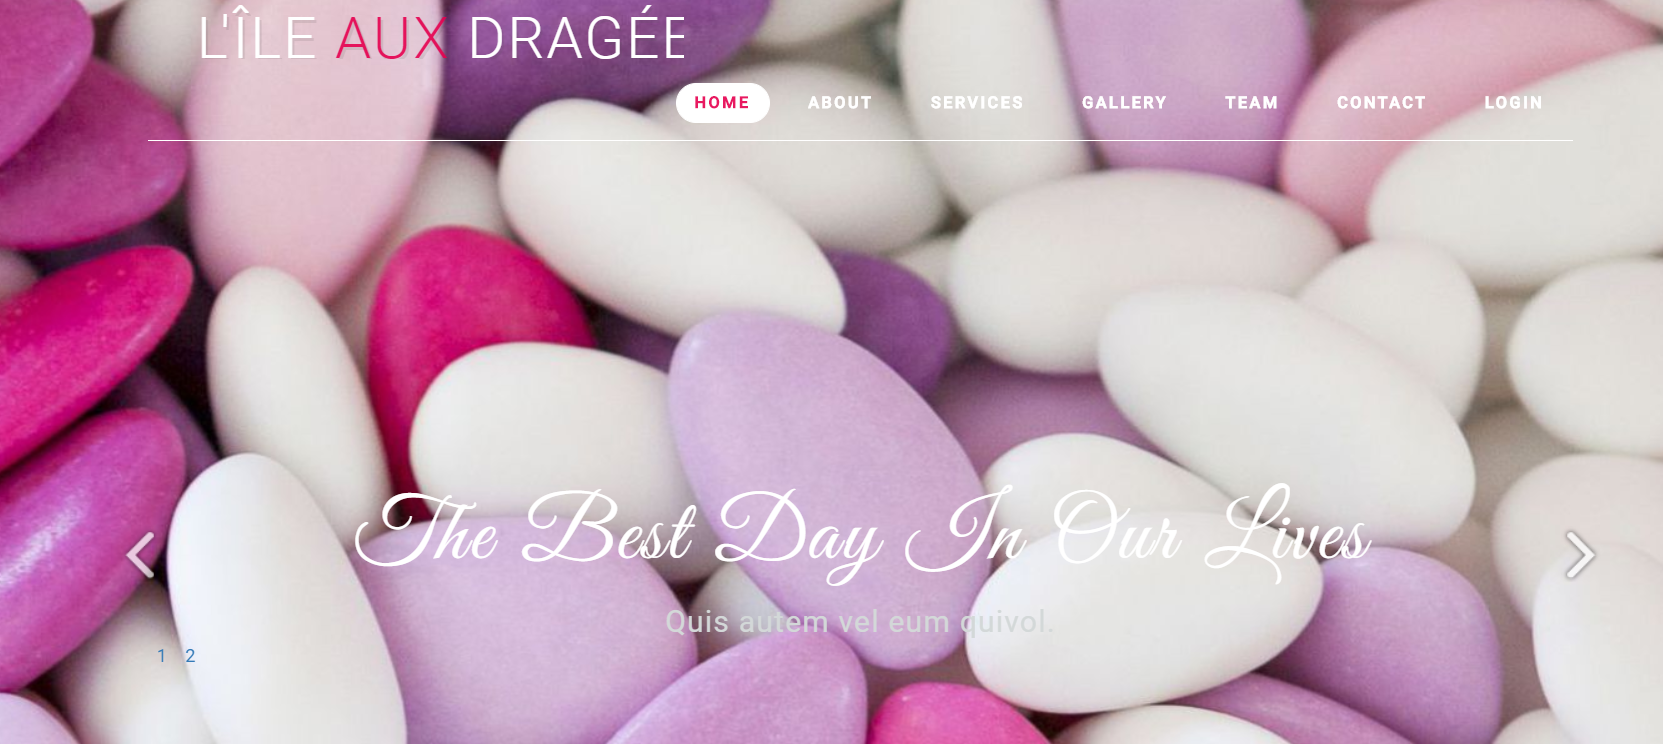 L'ÎLE AUX DRAGÉE
HOME ABOUT SERVICES GALLERY TEAM CONTACT LOGIN
The Best Day In Our Lives
Quis autem vel eum quivol.
1 2